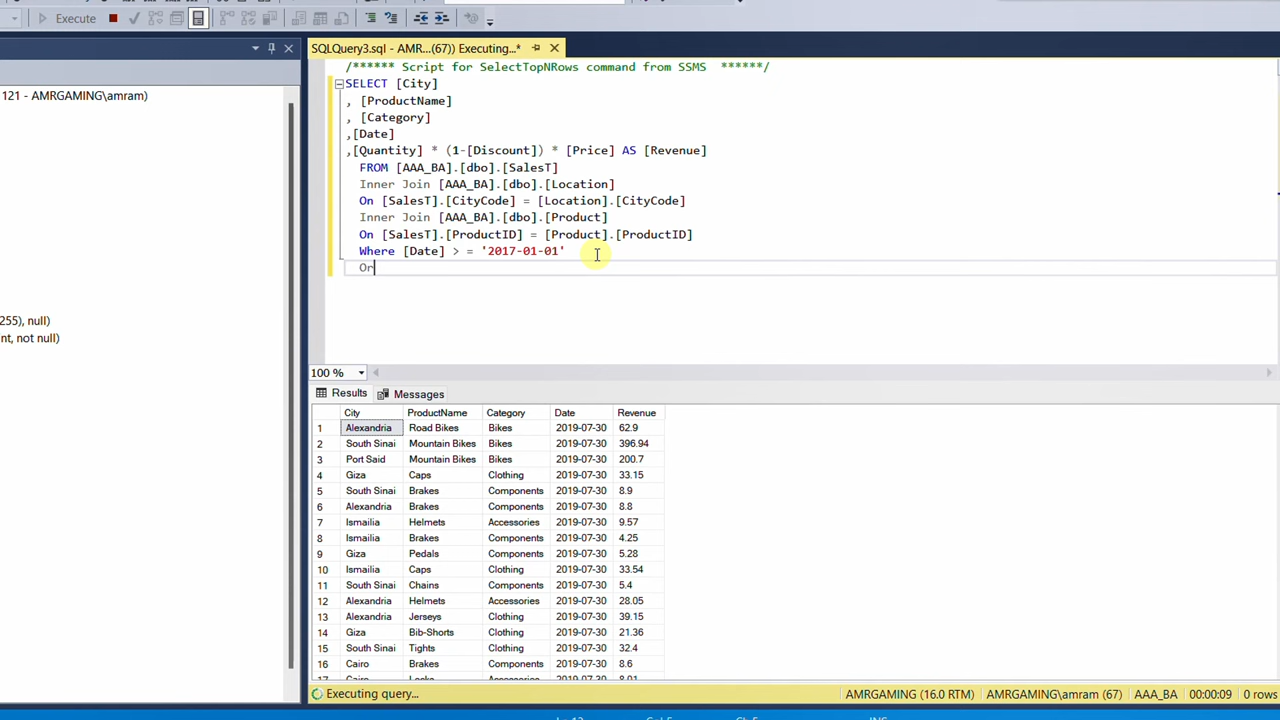 Execute
SQLQuery3.sql - AMR...(67)) Executing...*
121 - AMRGAMING\amram)
255), null)
nt, not null)
/****** Script for SelectTopNRows command from SSMS ******/
SELECT [City]
, [ProductName]
, [Category]
,[Date]
,[Quantity] * (1-[Discount]) * [Price] AS [Revenue]
FROM [AAA_BA].[dbo].[SalesT]
Inner Join [AAA_BA].[dbo].[Location]
On [SalesT].[CityCode] = [Location].[CityCode]
Inner Join [AAA_BA].[dbo].[Product]
On [SalesT].[ProductID] = [Product].[ProductID]
Where [Date] > = '2017-01-01'
Or
100 %
Results Messages
City ProductName Category Date Revenue
1 Alexandria Road Bikes Bikes 2019-07-30 62.9
2 South Sinai Mountain Bikes Bikes 2019-07-30 396.94
3 Port Said Mountain Bikes Bikes 2019-07-30 200.7
4 Giza Caps Clothing 2019-07-30 33.15
5 South Sinai Brakes Components 2019-07-30 8.9
6 Alexandria Brakes Components 2019-07-30 8.8
7 Ismailia Helmets Accessories 2019-07-30 9.57
8 Ismailia Brakes Components 2019-07-30 4.25
9 Giza Pedals Components 2019-07-30 5.28
10 Ismailia Caps Clothing 2019-07-30 33.54
11 South Sinai Chains Components 2019-07-30 5.4
12 Alexandria Helmets Accessories 2019-07-30 28.05
13 Alexandria Jerseys Clothing 2019-07-30 39.15
14 Giza Bib-Shorts Clothing 2019-07-30 21.36
15 South Sinai Tights Clothing 2019-07-30 32.4
16 Cairo Brakes Components 2019-07-30 8.6
17 Cairo Locks Accessories 2019-07-30 8.01
Executing query... AMRGAMING (16.0 RTM) AMRGAMING\amram (67) AAA_BA 00:00:09 0 rows